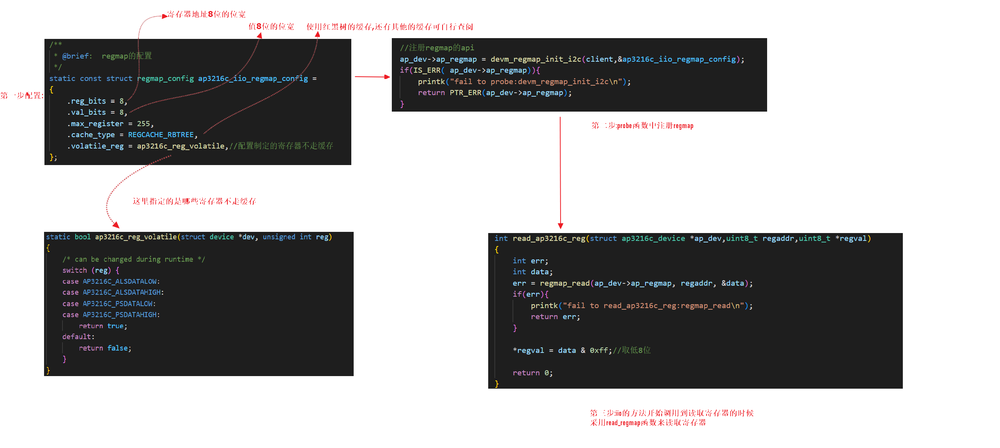 寄存器地址8位的位宽
值8位的位宽
使用红黑树的缓存,还有其他的缓存可自行查阅
第一步配置:
/**
 * @brief:  regmap的配置
 */
static const struct regmap_config ap3216c_iio_regmap_config =
{
    .reg_bits = 8,
    .val_bits = 8,
    .max_register = 255,
    .cache_type = REGCACHE_RBTREE,
    .volatile_reg = ap3216c_reg_volatile,//配置制定的寄存器不走缓存
};
//注册regmap的api
ap_dev->ap_regmap = devm_regmap_init_i2c(client,&ap3216c_iio_regmap_config);
if(IS_ERR( ap_dev->ap_regmap)){
    printk("fail to probe:devm_regmap_init_i2c\n");
    return PTR_ERR(ap_dev->ap_regmap);
}
第二步:probe函数中注册regmap
这里指定的是哪些寄存器不走缓存
static bool ap3216c_reg_volatile(struct device *dev, unsigned int reg)
{
    /* can be changed during runtime */
    switch (reg) {
    case AP3216C_ALSDATALOW:
    case AP3216C_ALSDATAHIGH:
    case AP3216C_PSDATALOW:
    case AP3216C_PSDATAHIGH:
        return true;
    default:
        return false;
    }
}
int read_ap3216c_reg(struct ap3216c_device *ap_dev,uint8_t regaddr,uint8_t *regval)
{
    int err;
    int data;
    err = regmap_read(ap_dev->ap_regmap, regaddr, &data);
    if(err){
        printk("fail to read_ap3216c_reg:regmap_read\n");
        return err;
    }
    *regval = data & 0xff;//取低8位
    return 0;
}
第三步:iio的方法开始调用到读取寄存器的时候
采用read_regmap函数来读取寄存器